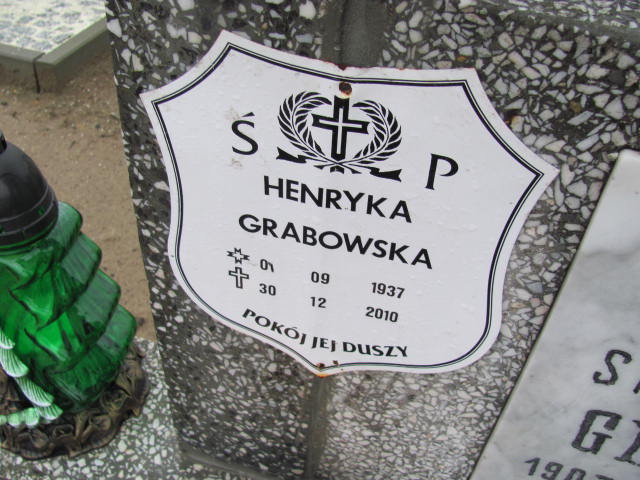 Ś P
HENRYKA
GRABOWSKA
01 09 1937
30 12 2010
POKÓJ JEJ DUSZY